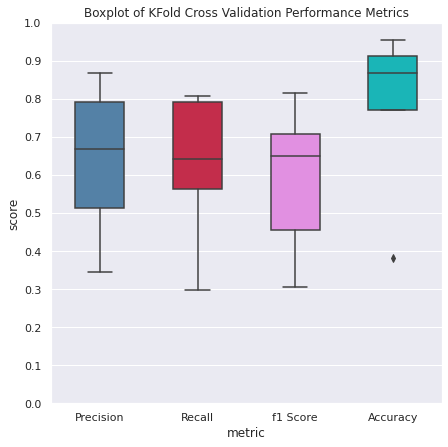 Boxplot of KFold Cross Validation Performance Metrics
1.0
0.9
0.8
0.7
0.6
0.5
0.4
0.3
0.2
0.1
0.0
score
Precision Recall f1 Score Accuracy
metric